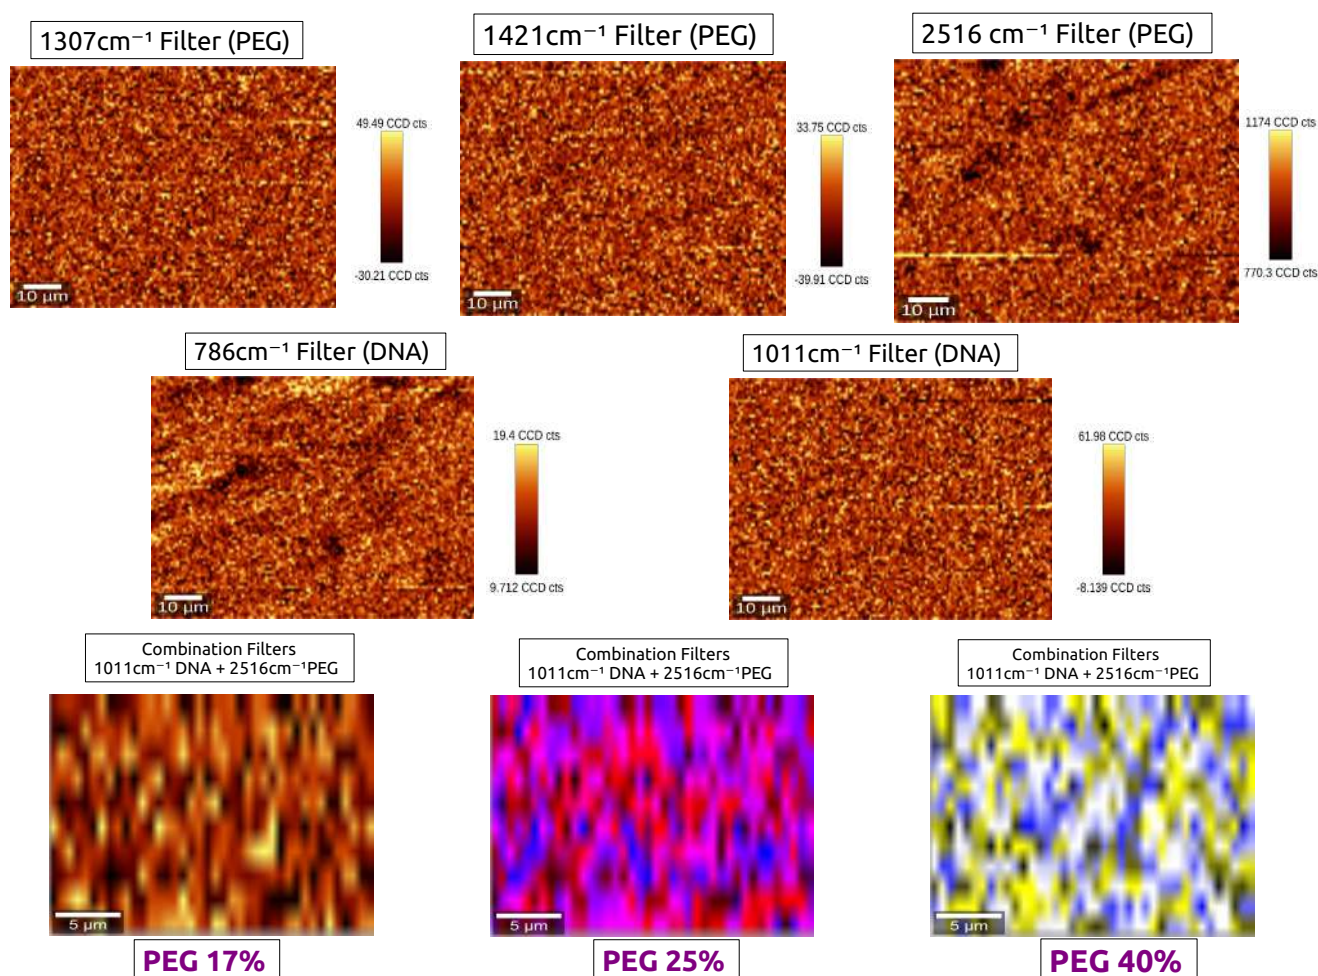 1307cm⁻¹ Filter (PEG)
1421cm⁻¹ Filter (PEG)
2516 cm⁻¹ Filter (PEG)
49.49 CCD cts
-30.21 CCD cts
10 µm
33.75 CCD cts
-39.91 CCD cts
10 µm
1174 CCD cts
770.3 CCD cts
10 µm
786cm⁻¹ Filter (DNA)
1011cm⁻¹ Filter (DNA)
19.4 CCD cts
9.712 CCD cts
10 µm
61.98 CCD cts
-8.139 CCD cts
10 µm
Combination Filters
1011cm⁻¹ DNA + 2516cm⁻¹PEG
Combination Filters
1011cm⁻¹ DNA + 2516cm⁻¹PEG
Combination Filters
1011cm⁻¹ DNA + 2516cm⁻¹PEG
5 µm
5 µm
5 µm
PEG 17%
PEG 25%
PEG 40%